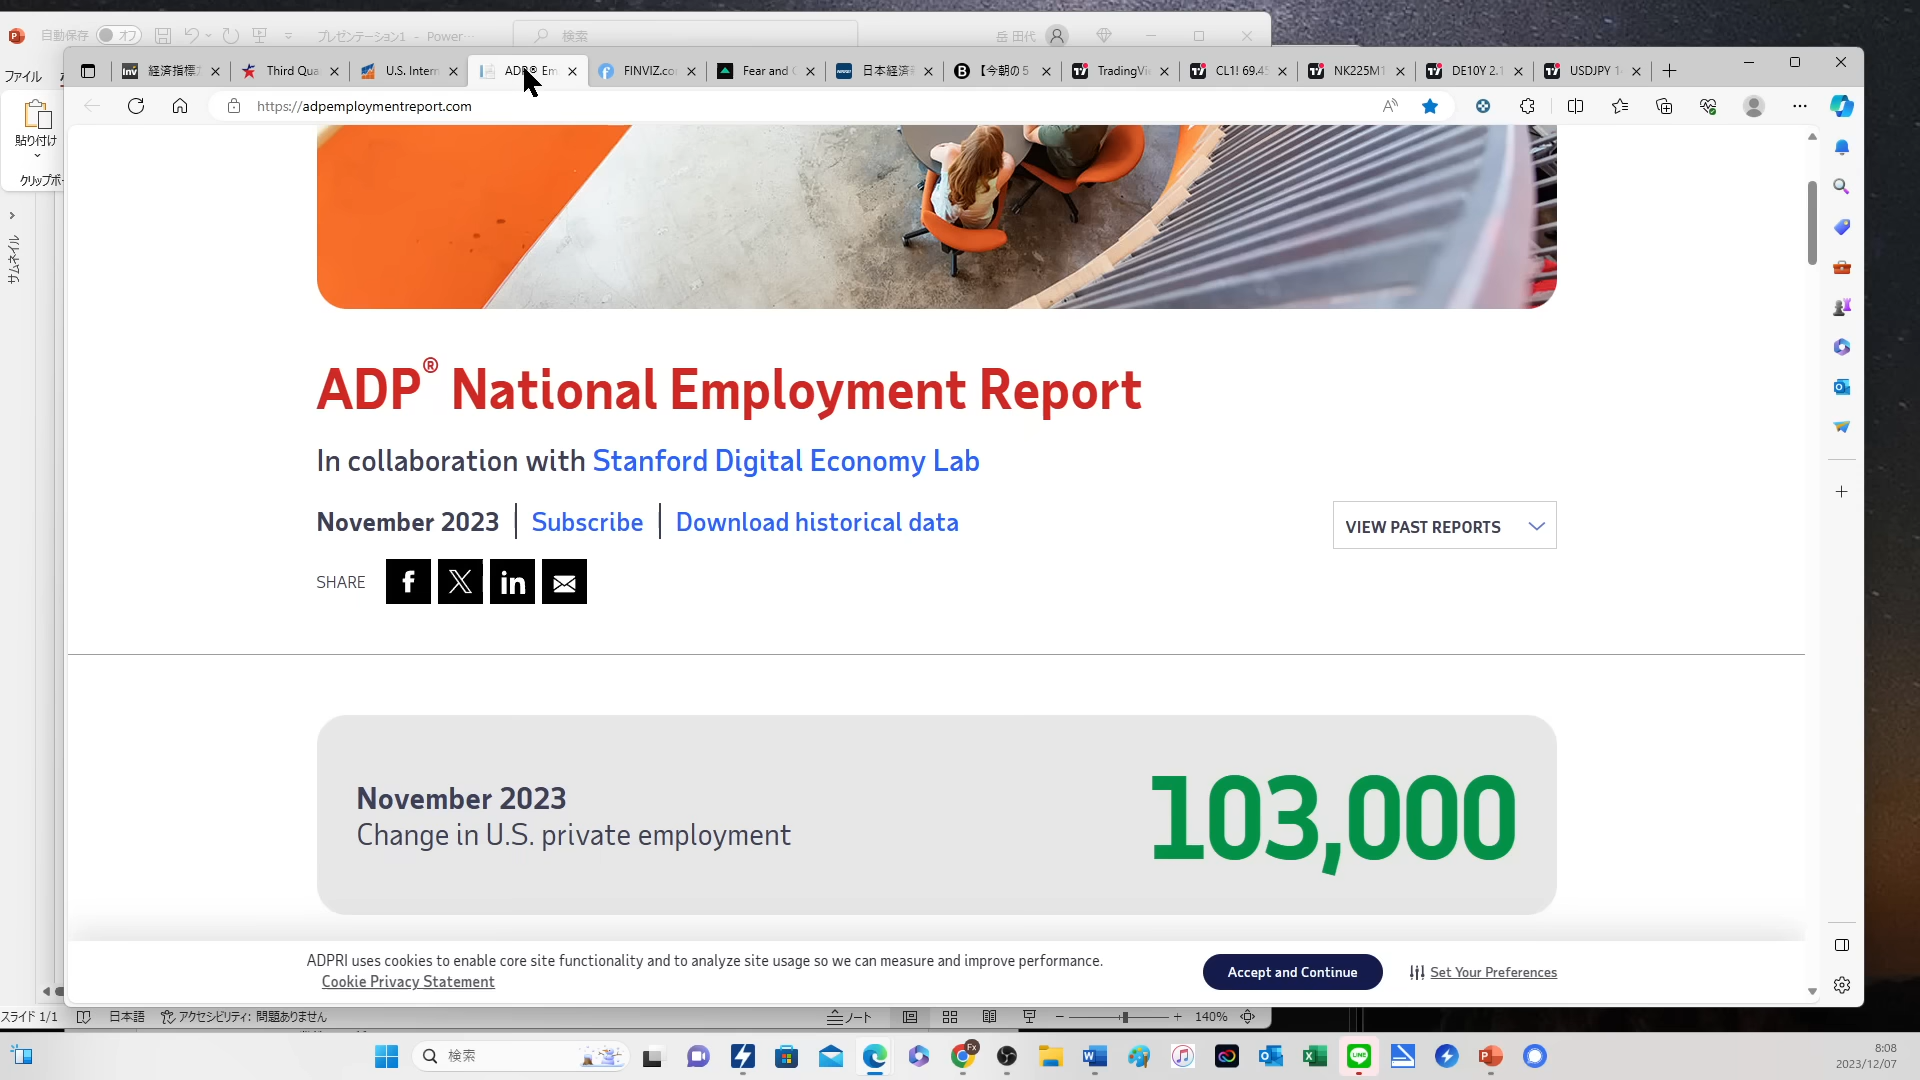 自動保存 オフ プレゼンテーション1 - Power… 検索 岳 田代
ファイル
経済指標 Third Qua U.S. Intern ADP® Em FINVIZ.co Fear and 日本経済 【今朝の5 TradingVi CL1! 69.4 NK225M1 DE10Y 2.1 USDJPY 1
https://adpemploymentreport.com
貼り付け
クリップボ
サムネイル
ADP® National Employment Report
In collaboration with Stanford Digital Economy Lab
November 2023 Subscribe Download historical data
VIEW PAST REPORTS
SHARE
November 2023
Change in U.S. private employment
103,000
ADPRI uses cookies to enable core site functionality and to analyze site usage so we can measure and improve performance.
Cookie Privacy Statement
Accept and Continue
Set Your Preferences
スライド 1/1 日本語 アクセシビリティ: 問題ありません ノート 140%
検索
8:08
2023/12/07